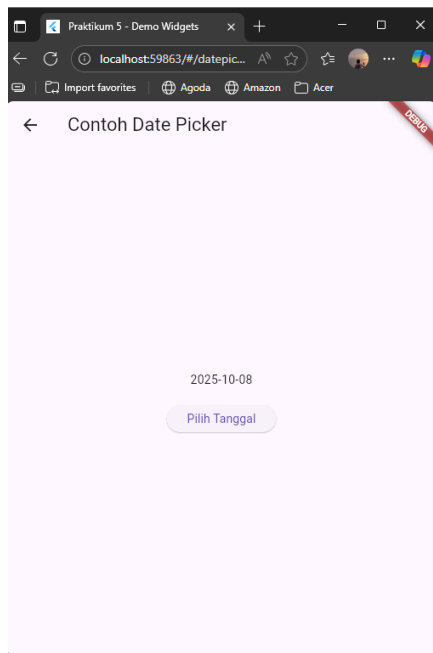 Praktikum 5 - Demo Widgets
localhost:59863/#/datepic...
Import favorites
Agoda
Amazon
Acer
Contoh Date Picker
DEBUG
2025-10-08
Pilih Tanggal